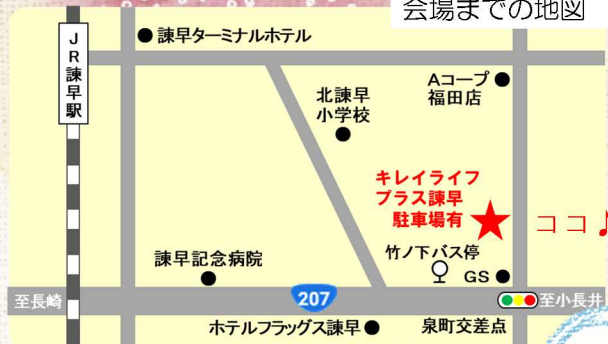 会場までの地図
JR諫早駅
諫早ターミナルホテル
Aコープ
福田店
北諫早
小学校
キレイライフ
プラス諫早
駐車場有
ココ♪
竹ノ下バス停
諫早記念病院
GS
至長崎
207
至小長井
ホテルフラッグス諫早
泉町交差点